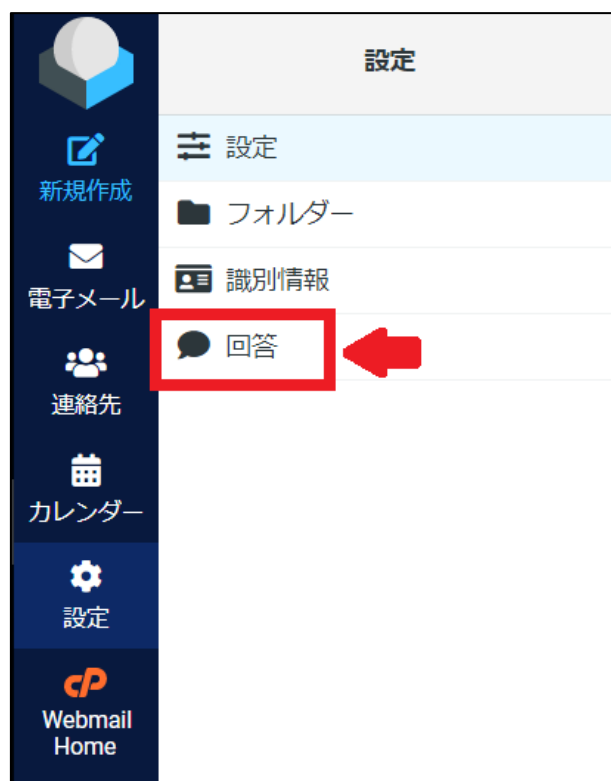 設定
新規作成
電子メール
連絡先
カレンダー
設定
cP
Webmail
Home
設定
フォルダー
識別情報
回答